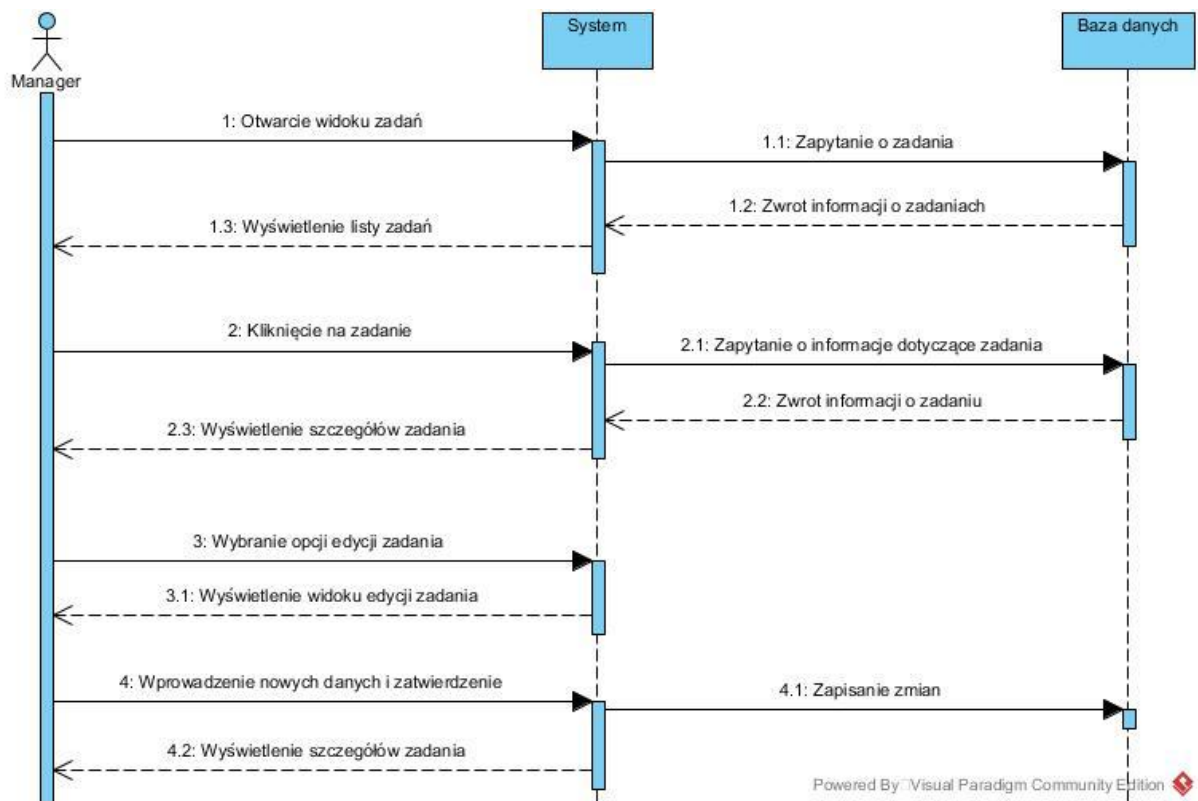 System
Baza danych
Manager
1: Otwarcie widoku zadań
1.1: Zapytanie o zadania
1.2: Zwrot informacji o zadaniach
1.3: Wyświetlenie listy zadań
2: Kliknięcie na zadanie
2.1: Zapytanie o informacje dotyczące zadania
2.2: Zwrot informacji o zadaniu
2.3: Wyświetlenie szczegółów zadania
3: Wybranie opcji edycji zadania
3.1: Wyświetlenie widoku edycji zadania
4: Wprowadzenie nowych danych i zatwierdzenie
4.1: Zapisanie zmian
4.2: Wyświetlenie szczegółów zadania
Powered By Visual Paradigm Community Edition